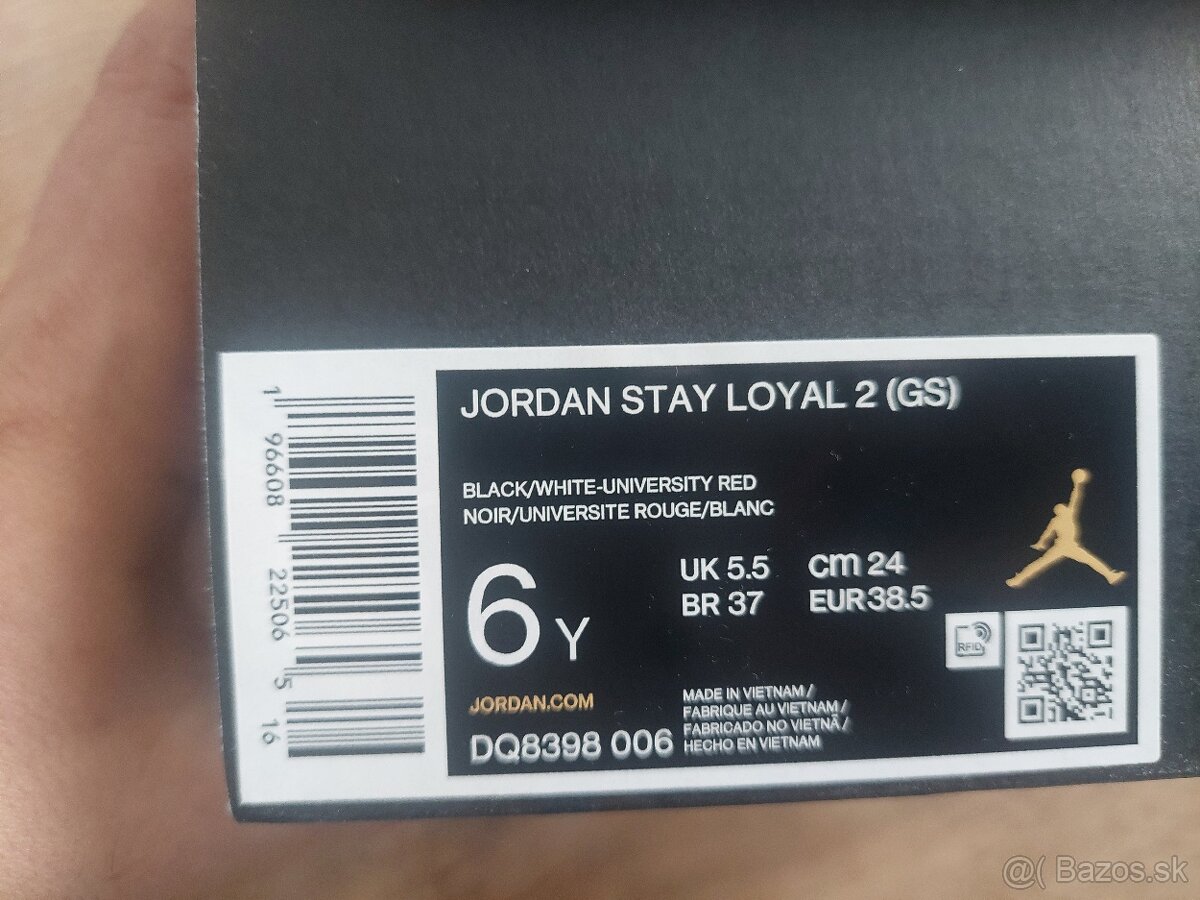 JORDAN STAY LOYAL 2 (GS)
BLACK/WHITE-UNIVERSITY RED
NOIR/UNIVERSITE ROUGE/BLANC
6 Y
UK 5.5 cm 24
BR 37 EUR 38.5
JORDAN.COM
DQ8398 006
MADE IN VIETNAM /
FABRIQUE AU VIETNAM /
FABRICADO NO VIETNÃ /
HECHO EN VIETNAM
RFID
1 96608 22506 5 16
@( Bazos.sk